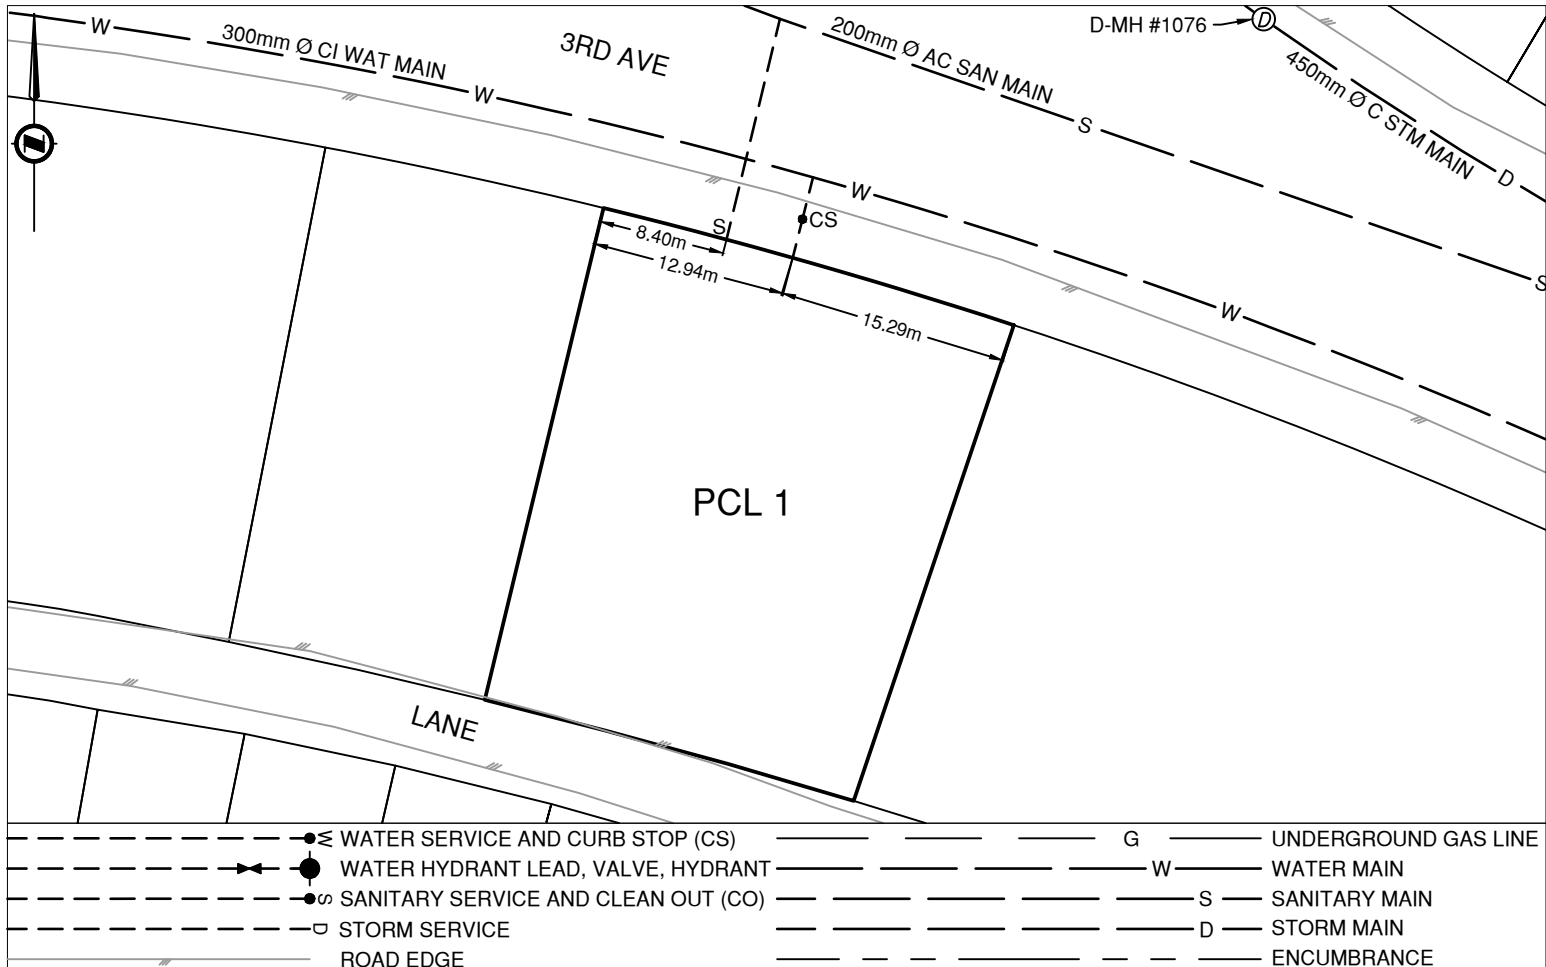 W
300mm Ø CI WAT MAIN
W
3RD AVE
200mm Ø AC SAN MAIN
S
D-MH #1076
D
450mm Ø C STM MAIN
D
N
W
S
CS
8.40m
12.94m
15.29m
S
W
PCL 1
LANE
W WATER SERVICE AND CURB STOP (CS)
WATER HYDRANT LEAD, VALVE, HYDRANT
S SANITARY SERVICE AND CLEAN OUT (CO)
D STORM SERVICE
ROAD EDGE
G UNDERGROUND GAS LINE
W WATER MAIN
S SANITARY MAIN
D STORM MAIN
ENCUMBRANCE